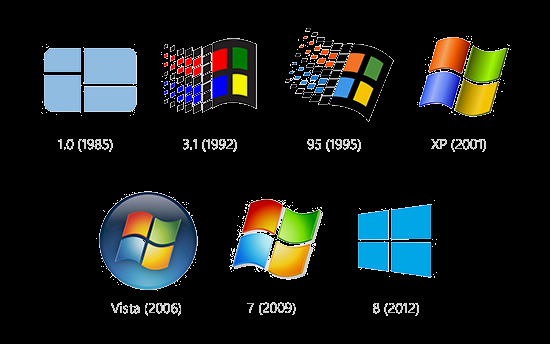 1.0 (1985)
3.1 (1992)
95 (1995)
XP (2001)
Vista (2006)
7 (2009)
8 (2012)